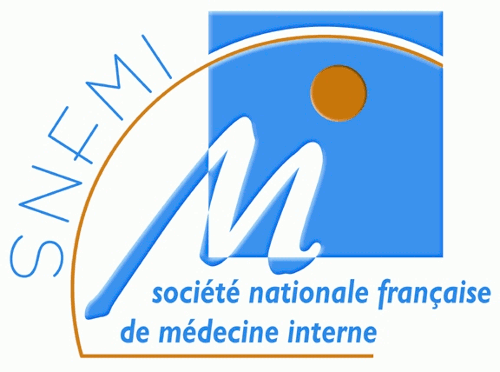 SNFMI
M
société nationale française
de médecine interne